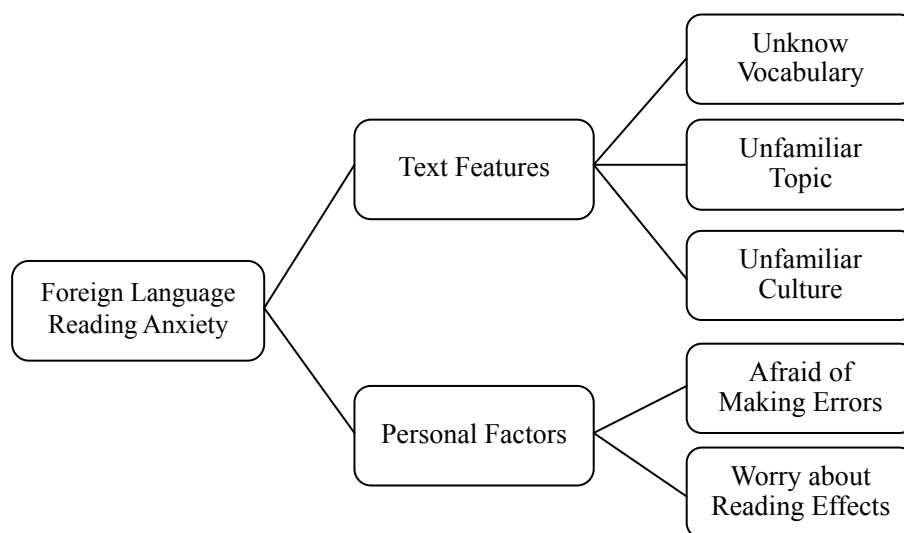 Unknow
Vocabulary
Text Features
Unfamiliar
Topic
Unfamiliar
Culture
Foreign Language
Reading Anxiety
Afraid of
Making Errors
Personal Factors
Worry about
Reading Effects